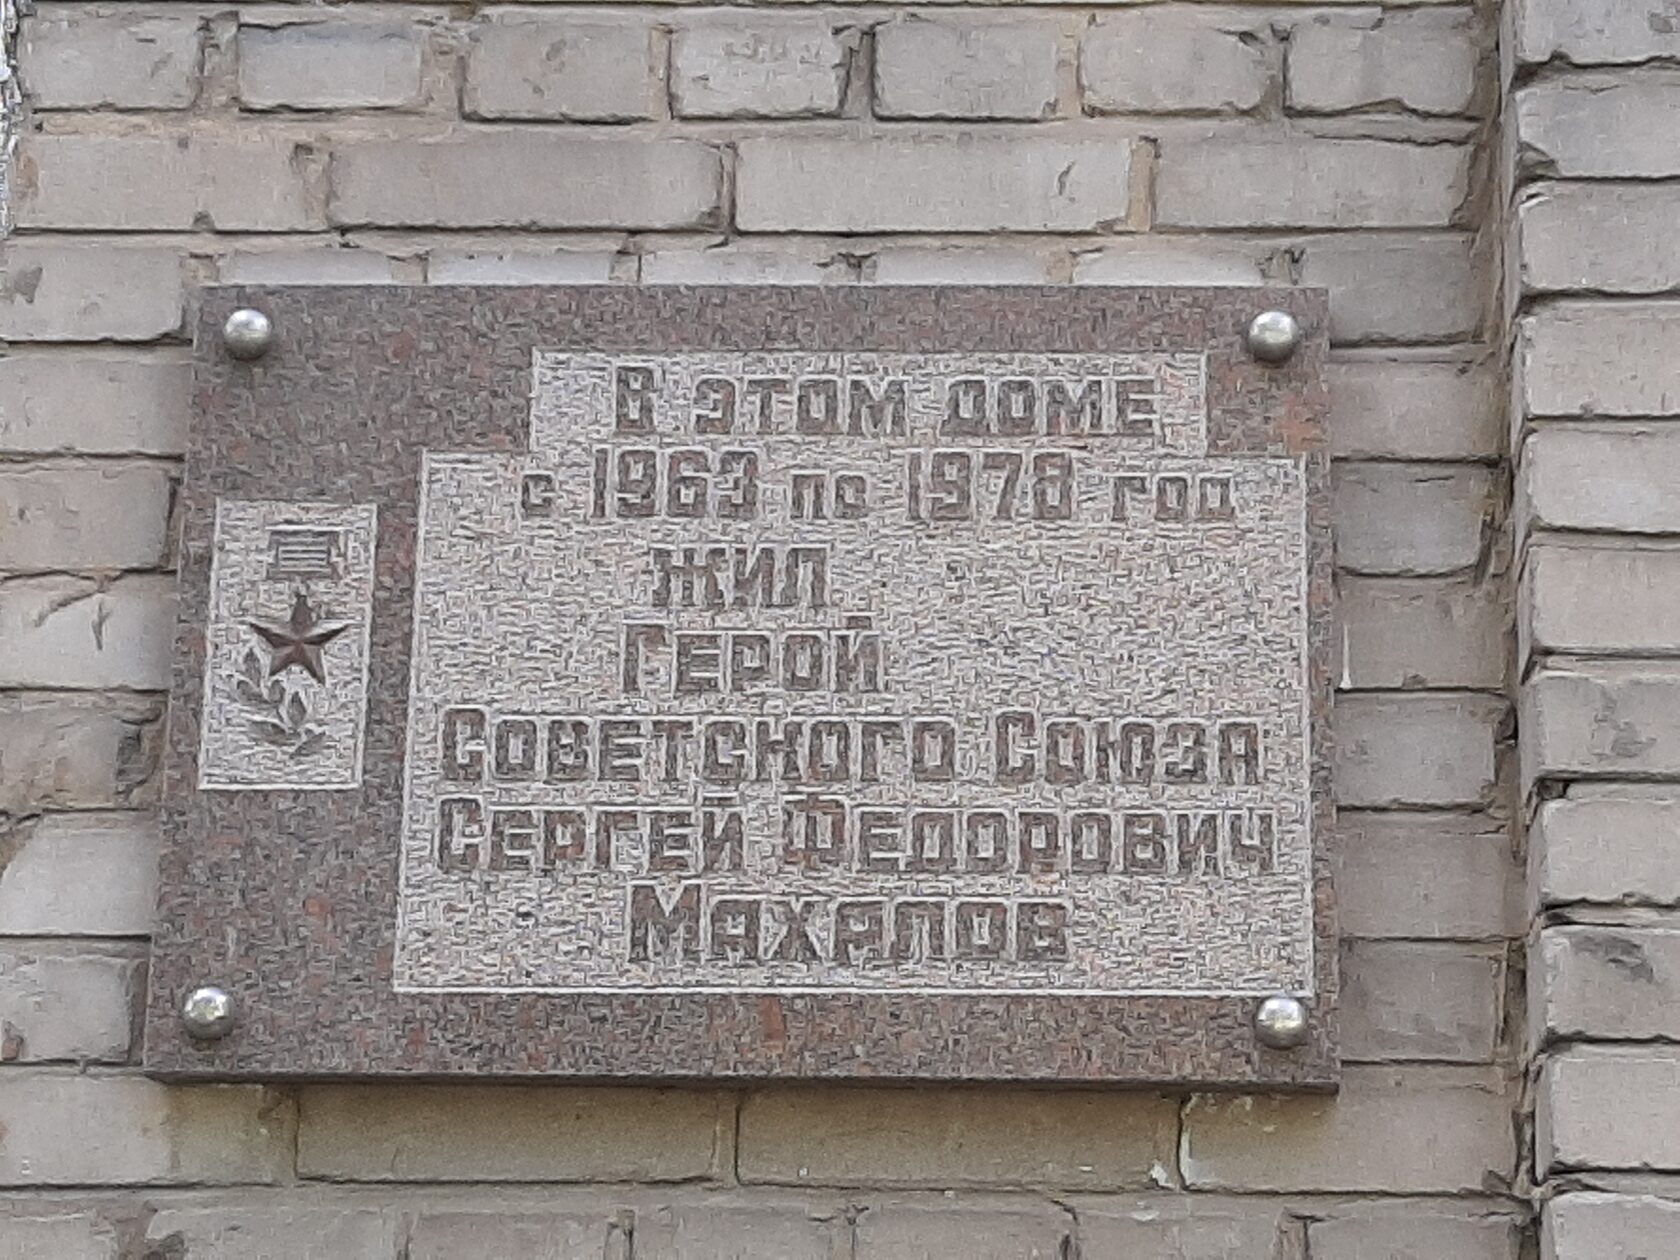 В этом доме
с 1963 по 1978 год
жил
Герой
Советского Союза
Сергей Федорович
Махалов